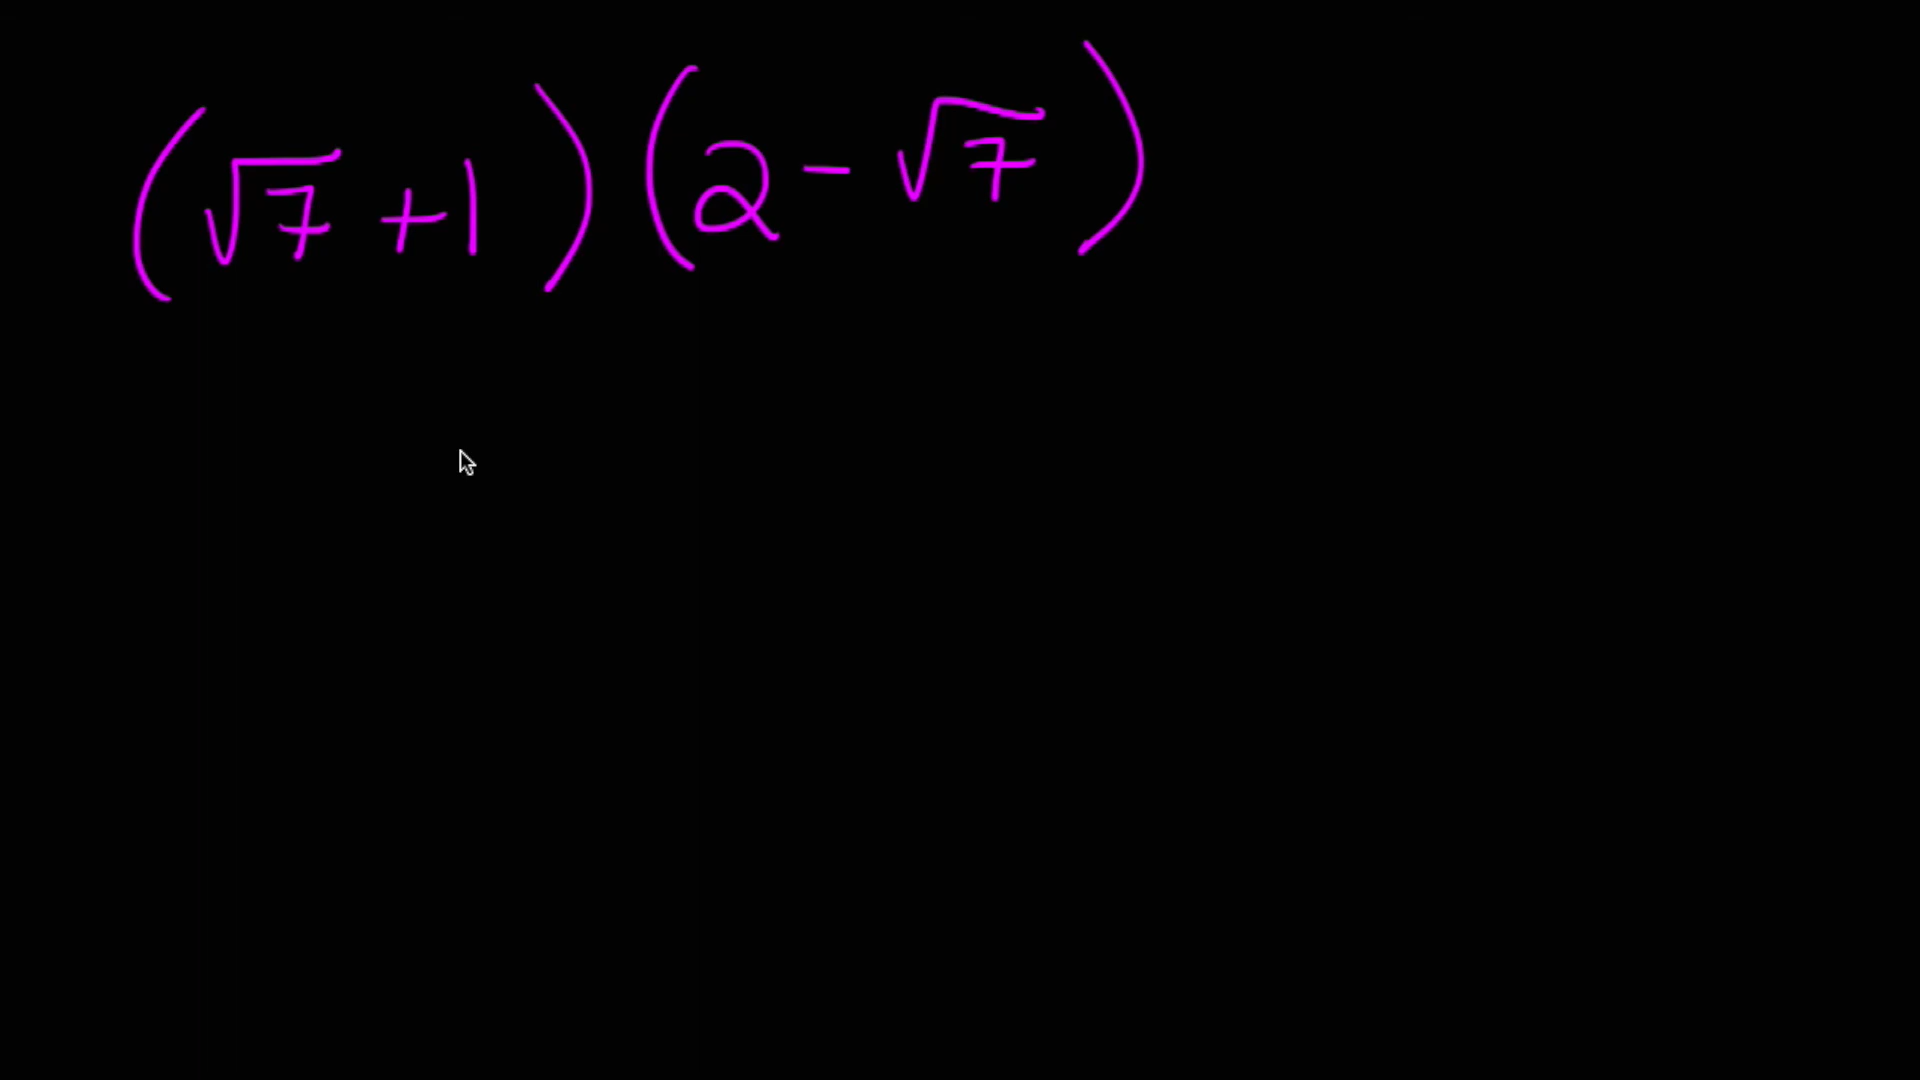 (√7 + 1) (2 - √7)